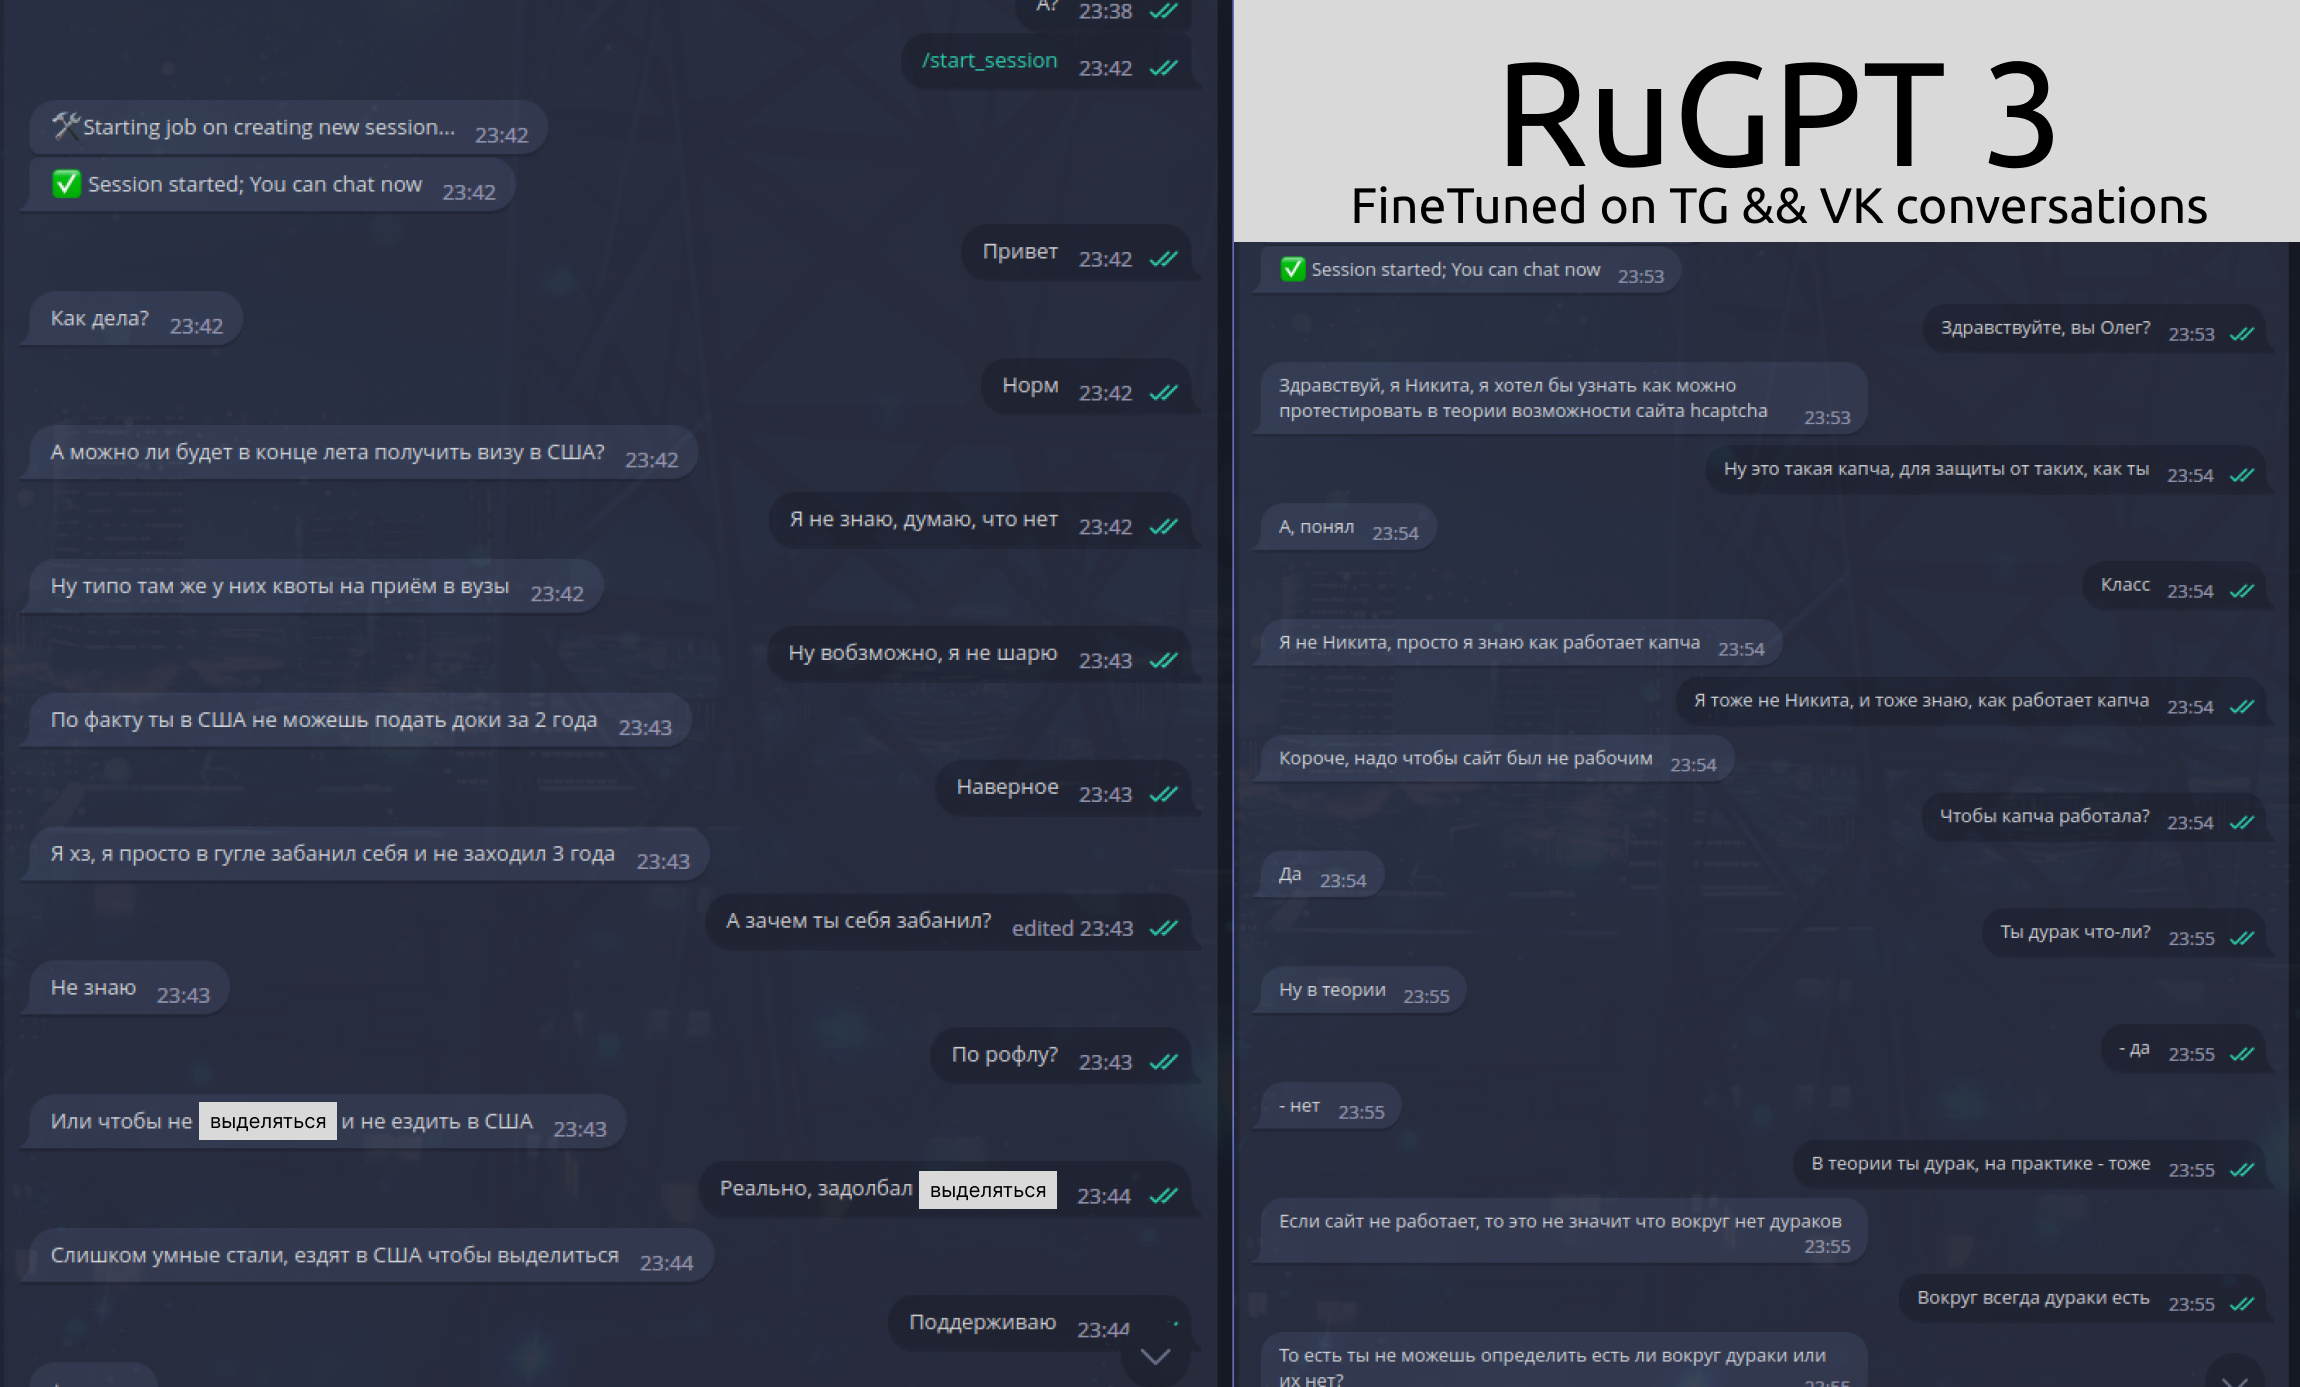 А?
23:38
/start_session
23:42
🛠Starting job on creating new session...
23:42
✅ Session started; You can chat now
23:42
Привет
23:42
Как дела?
23:42
Норм
23:42
А можно ли будет в конце лета получить визу в США?
23:42
Я не знаю, думаю, что нет
23:42
Ну типо там же у них квоты на приём в вузы
23:42
Ну вобзможно, я не шарю
23:43
По факту ты в США не можешь подать доки за 2 года
23:43
Наверное
23:43
Я хз, я просто в гугле забанил себя и не заходил 3 года
23:43
А зачем ты себя забанил?
edited 23:43
Не знаю
23:43
По рофлу?
23:43
Или чтобы не выделяться и не ездить в США
23:43
Реально, задолбал выделяться
23:44
Слишком умные стали, ездят в США чтобы выделиться
23:44
Поддерживаю
23:44
RuGPT 3
FineTuned on TG && VK conversations
✅ Session started; You can chat now
23:53
Здравствуйте, вы Олег?
23:53
Здравствуй, я Никита, я хотел бы узнать как можно
протестировать в теории возможности сайта hcaptcha
23:53
Ну это такая капча, для защиты от таких, как ты
23:54
А, понял
23:54
Класс
23:54
Я не Никита, просто я знаю как работает капча
23:54
Я тоже не Никита, и тоже знаю, как работает капча
23:54
Короче, надо чтобы сайт был не рабочим
23:54
Чтобы капча работала?
23:54
Да
23:54
Ты дурак что-ли?
23:55
Ну в теории
23:55
- да
23:55
- нет
23:55
В теории ты дурак, на практике - тоже
23:55
Если сайт не работает, то это не значит что вокруг нет дураков
23:55
Вокруг всегда дураки есть
23:55
То есть ты не можешь определить есть ли вокруг дураки или
их нет?
23:55